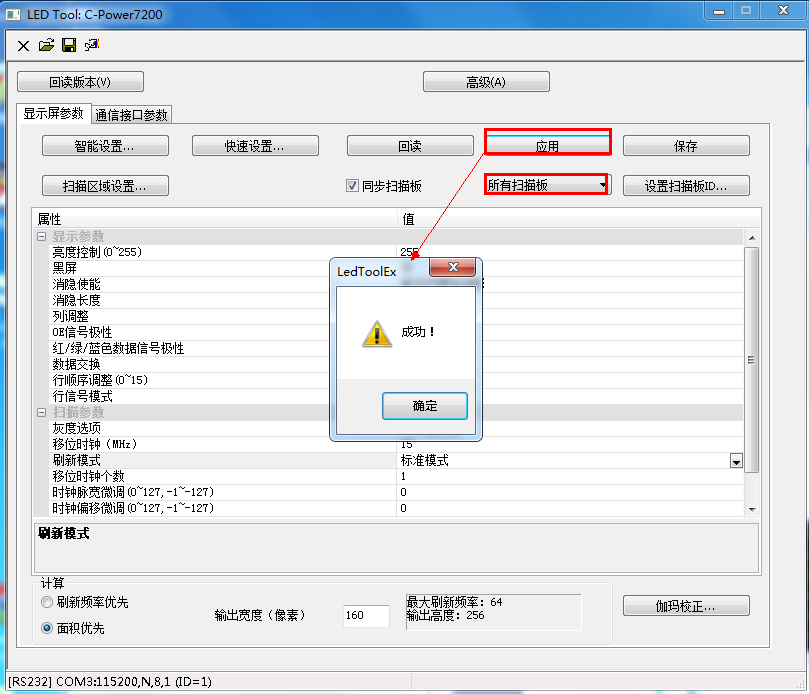 LED Tool: C-Power7200
回读版本(V)
高级(A)
显示屏参数
通信接口参数
智能设置...
快速设置...
回读
应用
保存
扫描区域设置...
同步扫描板
所有扫描板
设置扫描板ID...
属性
值
显示参数
亮度控制(0~255)
255
黑屏
消隐使能
消隐长度
列调整
OE信号极性
红/绿/蓝色数据信号极性
数据交换
行顺序调整(0~15)
行信号模式
扫描参数
灰度选项
移位时钟 (MHz)
15
刷新模式
标准模式
移位时钟个数
1
时钟脉宽微调(0~127,-1~-127)
0
时钟偏移微调(0~127,-1~-127)
0
LedToolEx
成功！
确定
刷新模式
计算
刷新频率优先
面积优先
输出宽度 (像素)
160
最大刷新频率: 64
输出高度: 256
伽玛校正...
[RS232] COM3:115200,N,8,1 (ID=1)